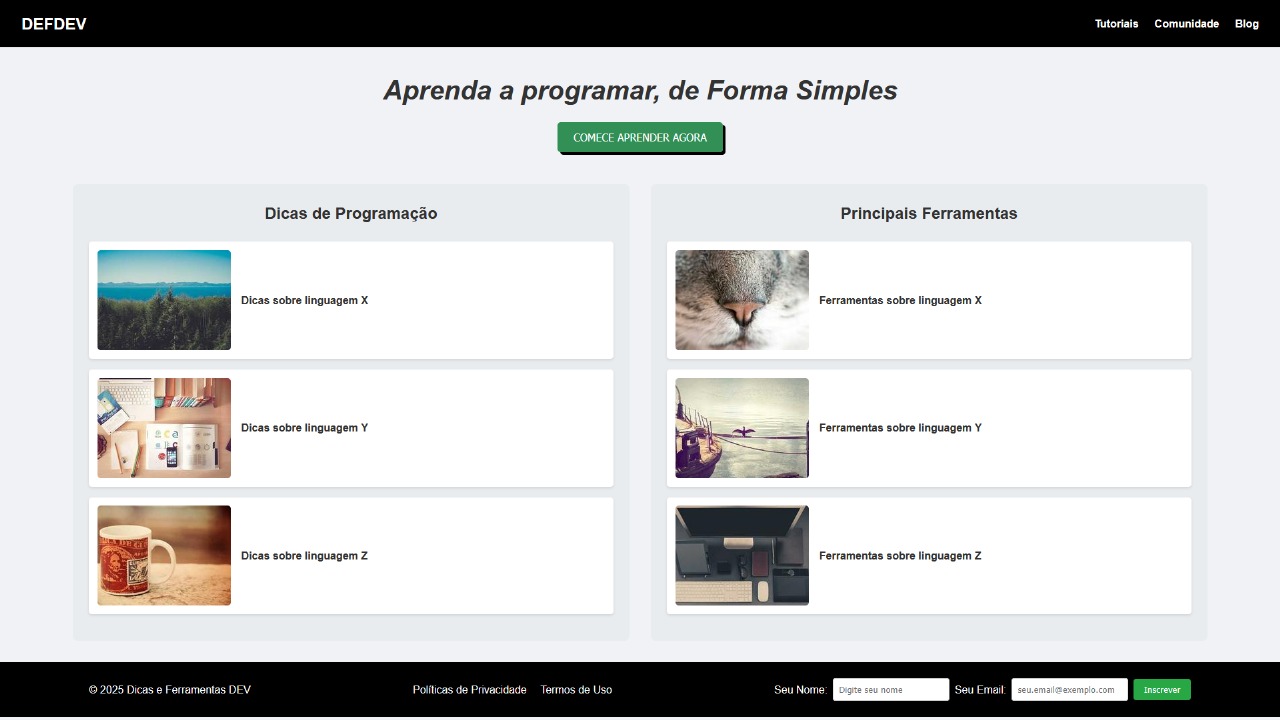 DEFDEV
Tutoriais Comunidade Blog
Aprenda a programar, de Forma Simples
COMECE APRENDER AGORA
Dicas de Programação
Dicas sobre linguagem X
Dicas sobre linguagem Y
Dicas sobre linguagem Z
Principais Ferramentas
Ferramentas sobre linguagem X
Ferramentas sobre linguagem Y
Ferramentas sobre linguagem Z
© 2025 Dicas e Ferramentas DEV
Políticas de Privacidade Termos de Uso
Seu Nome: Digite seu nome Seu Email: seu.email@exemplo.com Inscrever